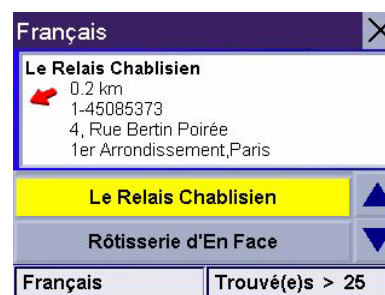 Français
Le Relais Chablisien
0.2 km
1-45085373
4, Rue Bertin Poirée
1er Arrondissement,Paris
Le Relais Chablisien
Rôtisserie d'En Face
Français
Trouvé(e)s > 25